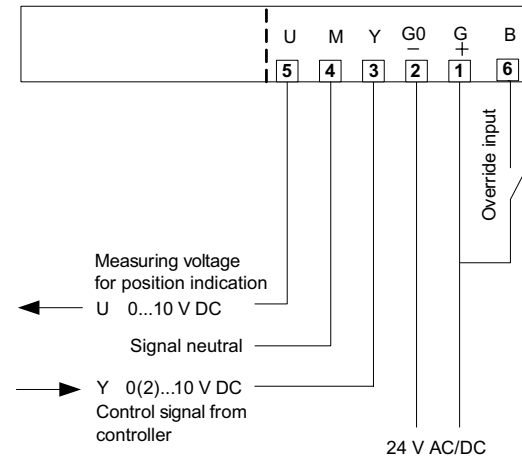 U M Y G0 G B
− +
5 4 3 2 1 6
Override input
Measuring voltage
for position indication
U 0...10 V DC
Signal neutral
Y 0(2)...10 V DC
Control signal from
controller
24 V AC/DC